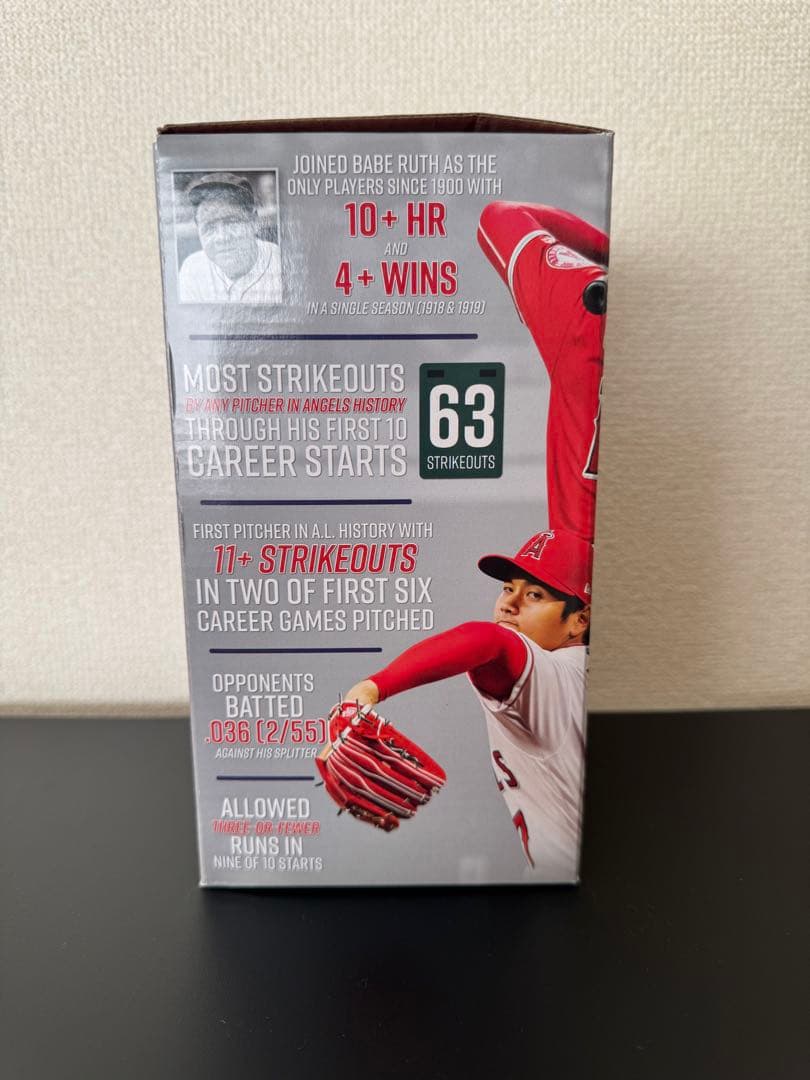 JOINED BABE RUTH AS THE
ONLY PLAYERS SINCE 1900 WITH
10+ HR
AND
4+ WINS
IN A SINGLE SEASON (1918 & 1919)
MOST STRIKEOUTS
BY ANY PITCHER IN ANGELS HISTORY
THROUGH HIS FIRST 10
CAREER STARTS
63
STRIKEOUTS
FIRST PITCHER IN A.L. HISTORY WITH
11+ STRIKEOUTS
IN TWO OF FIRST SIX
CAREER GAMES PITCHED
A
OPPONENTS
BATTED
.036 (2/55)
AGAINST HIS SPLITTER
ALLOWED
THREE OR FEWER
RUNS IN
NINE OF 10 STARTS